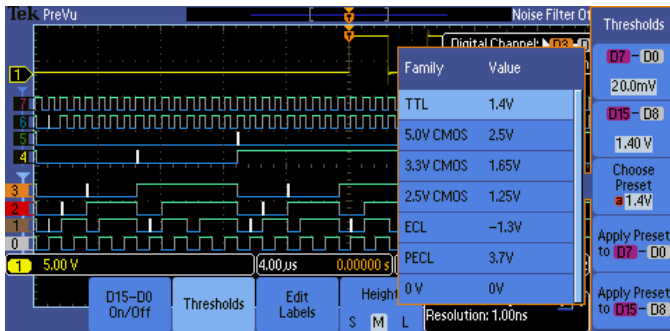 Tek PreVu
Noise Filter Of
Digital Channel: D3
Thresholds
D7 - D0
20.0mV
D15 - D8
1.40 V
Choose
Preset
a 1.4V
Apply Preset
to D7 - D0
Apply Preset
to D15 - D8
Family Value
TTL 1.4V
5.0V CMOS 2.5V
3.3V CMOS 1.65V
2.5V CMOS 1.25V
ECL −1.3V
PECL 3.7V
0 V 0V
1
7
6
5
4
3
2
1
0
1 5.00 V
4.00µs
0.00000 s
D15-D0
On/Off
Thresholds
Edit
Labels
Height
S M L
Resolution: 1.00ns